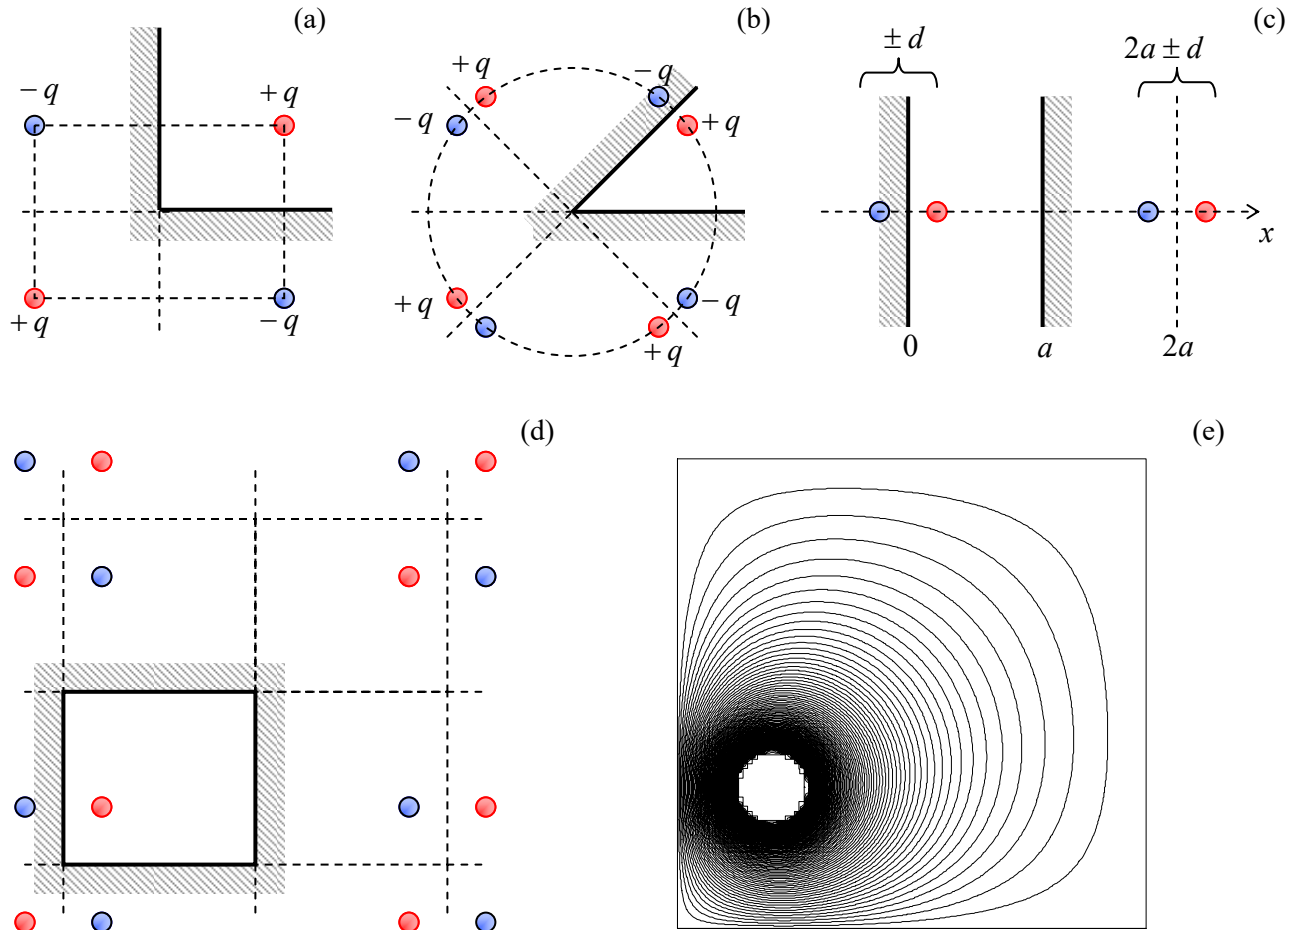 (a)
− q
+ q
+ q
− q
(b)
+ q
− q
− q
+ q
+ q
− q
+ q
(c)
± d
2a ± d
x
0
a
2a
(d)
(e)